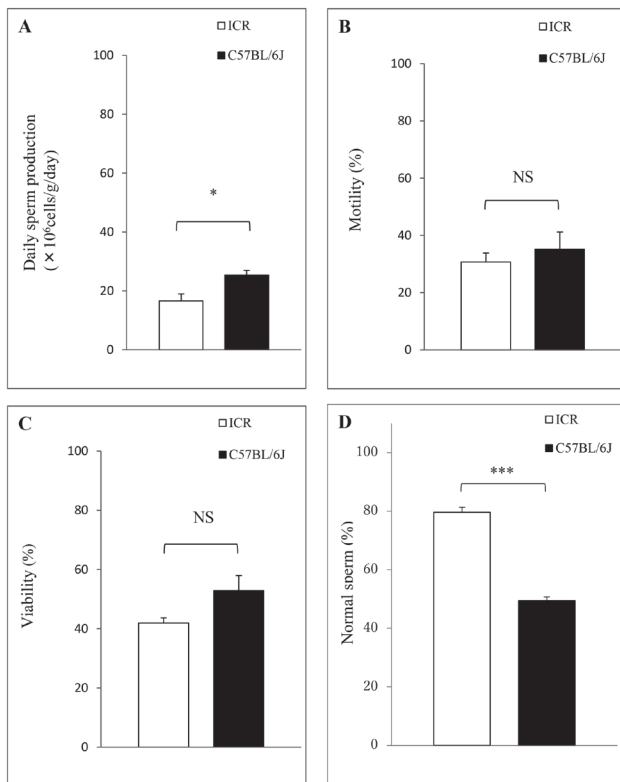 A
ICR
C57BL/6J
Daily sperm production
( × 10⁶cells/g/day)
100
80
60
40
20
0
*
B
ICR
C57BL/6J
Motility (%)
100
80
60
40
20
0
NS
C
ICR
C57BL/6J
Viability (%)
100
80
60
40
20
0
NS
D
ICR
C57BL/6J
Normal sperm (%)
100
80
60
40
20
0
***